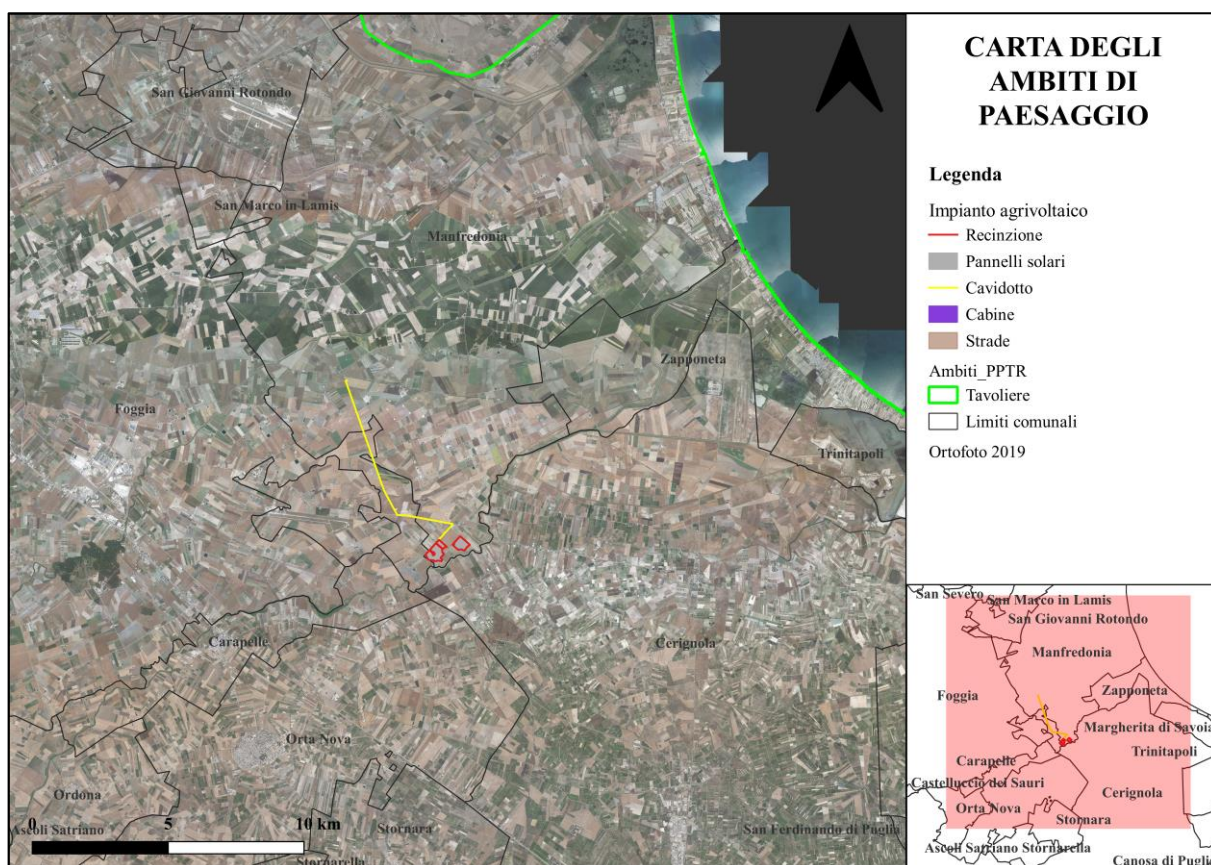 San Giovanni Rotondo
San Marco in Lamis
Manfredonia
Zapponeta
Foggia
Trinitapoli
Carapelle
Cerignola
Orta Nova
Ordona
Ascoli Satriano
San Ferdinando di Puglia
Stornara
Stornarella
0 5 10 km
CARTA DEGLI
AMBITI DI
PAESAGGIO
Legenda
Impianto agrivoltaico
Recinzione
Pannelli solari
Cavidotto
Cabine
Strade
Ambiti_PPTR
Tavoliere
Limiti comunali
Ortofoto 2019
San Severo
San Marco in Lamis
San Giovanni Rotondo
Manfredonia
Zapponeta
Foggia
Margherita di Savoia
Trinitapoli
Carapelle
Castelluccio dei Sauri
Cerignola
Orta Nova
Stornara
Ascoli Satriano Stornarella
Canosa di Pugli